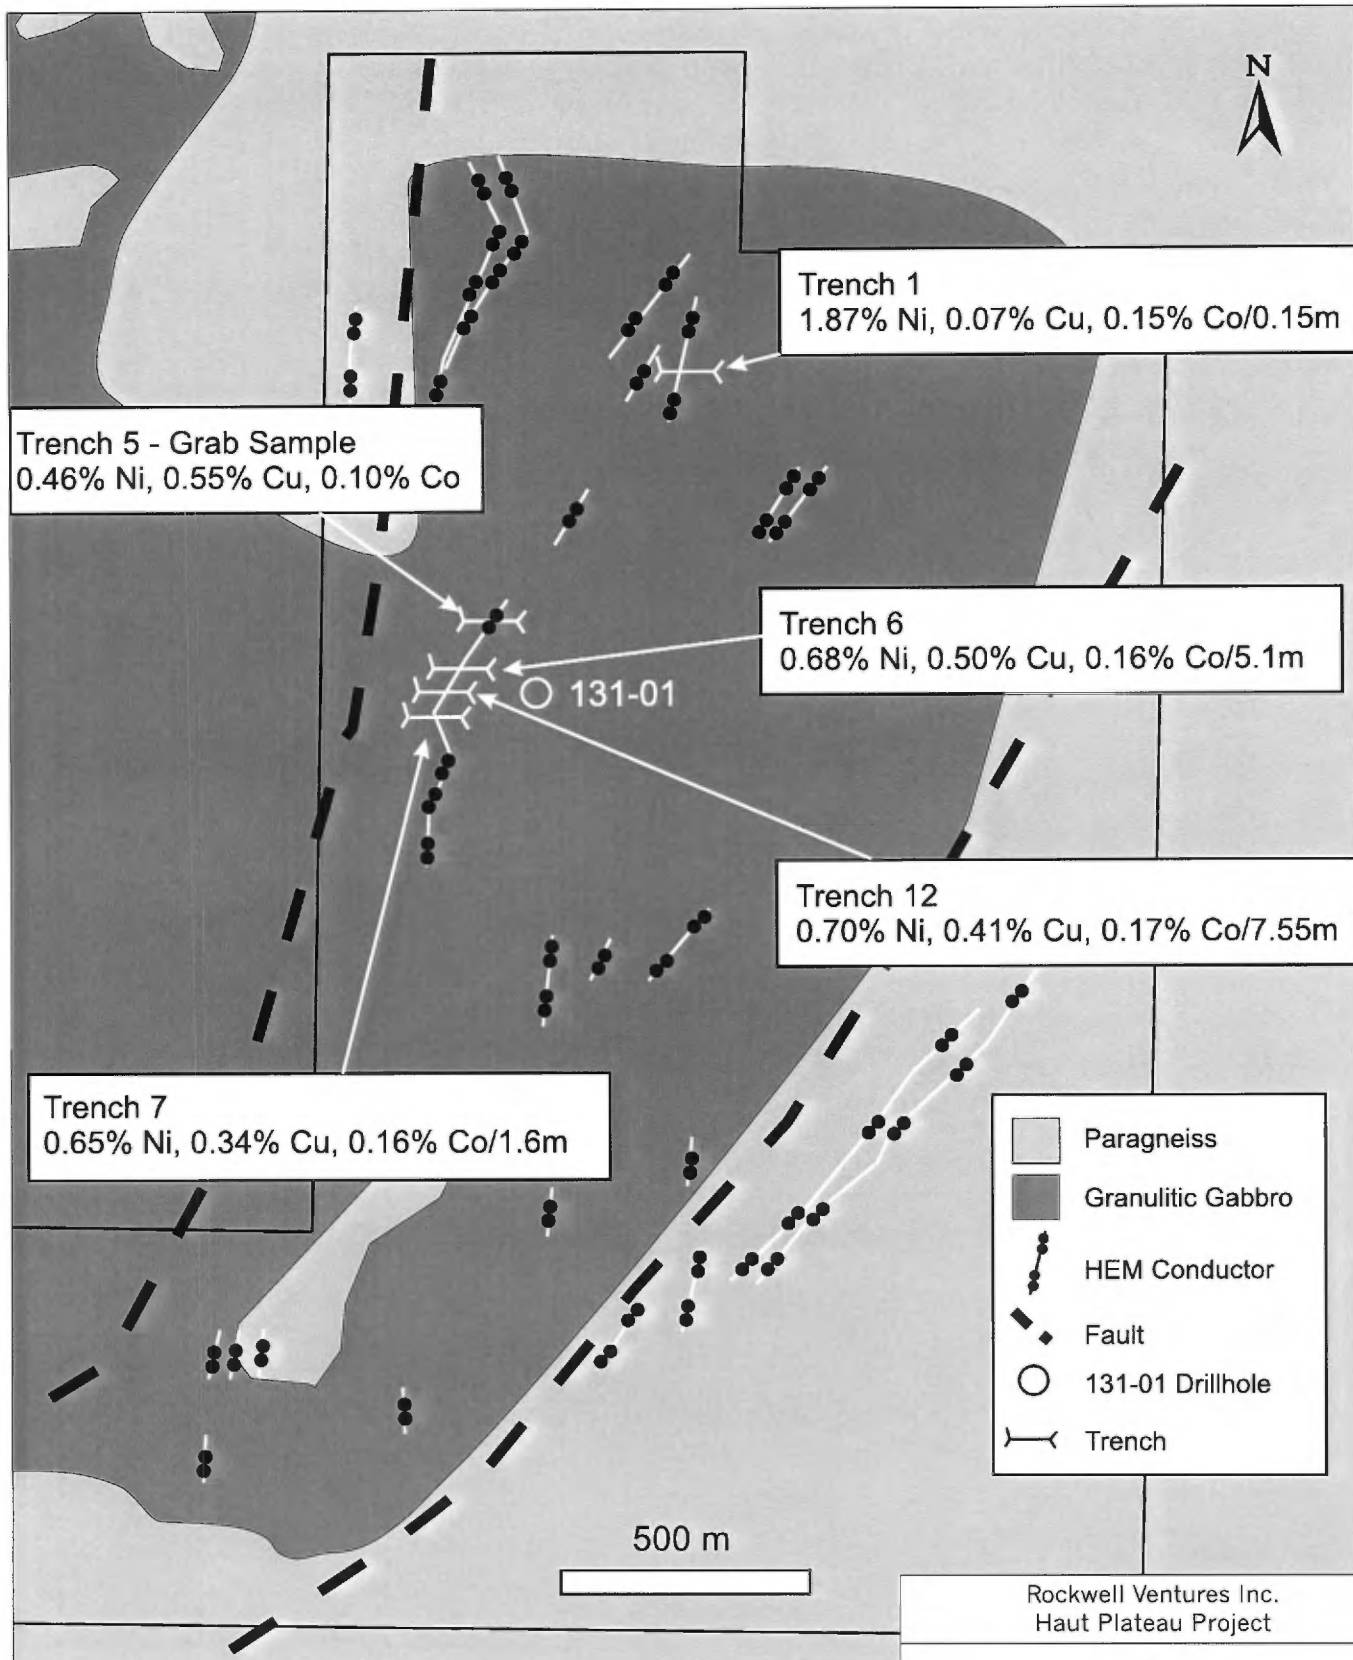 N
Trench 1
1.87% Ni, 0.07% Cu, 0.15% Co/0.15m
Trench 5 - Grab Sample
0.46% Ni, 0.55% Cu, 0.10% Co
Trench 6
0.68% Ni, 0.50% Cu, 0.16% Co/5.1m
131-01
Trench 12
0.70% Ni, 0.41% Cu, 0.17% Co/7.55m
Trench 7
0.65% Ni, 0.34% Cu, 0.16% Co/1.6m
Paragneiss
Granulitic Gabbro
HEM Conductor
Fault
131-01 Drillhole
Trench
500 m
Rockwell Ventures Inc.
Haut Plateau Project